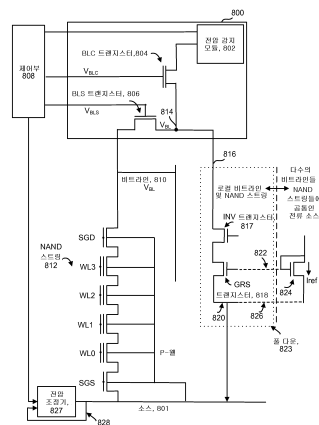 800
전압 감지
모듈, 802
BLC 트랜지스터,804
제어부
808
VBLC
BLS 트랜지스터, 806
814
VBLS
VBL
816
비트라인, 810
VBL
로컬 비트라인
및 NAND 스트링
다수의
비트라인들
NAND
스트링들에
공통인
전류 소스
INV 트랜지스터
817
822
SGD
NAND
스트링
812
WL3
GRS
트랜지스터, 818
824
Iref
WL2
820
826
WL1
풀 다운,
823
WL0
P-웰
SGS
전압
조정기,
827
소스, 801
828